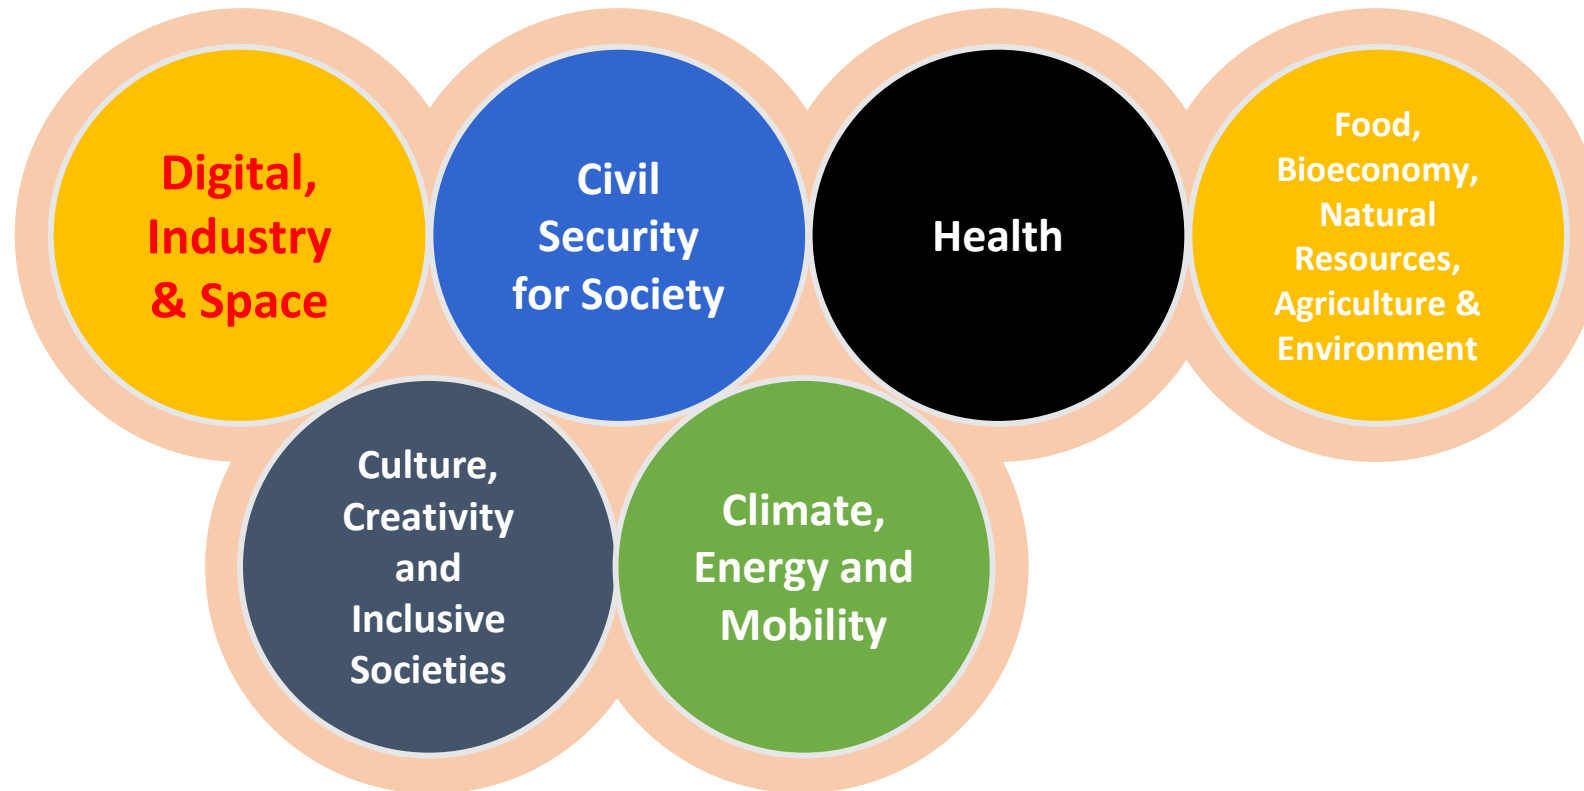 Digital,
Industry
& Space
Civil
Security
for Society
Health
Food,
Bioeconomy,
Natural
Resources,
Agriculture &
Environment
Culture,
Creativity
and
Inclusive
Societies
Climate,
Energy and
Mobility